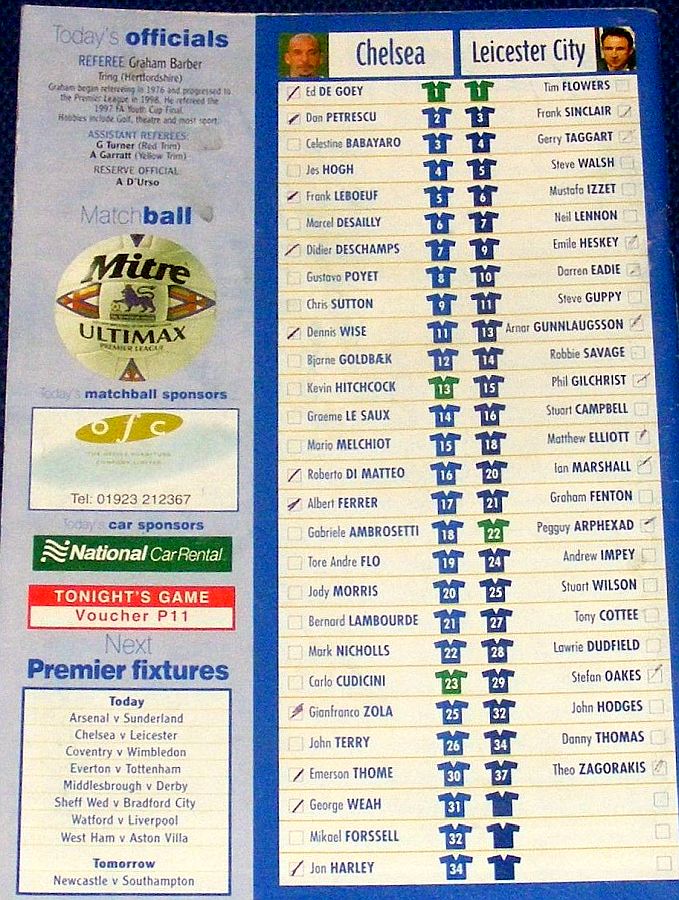 Today's officials
REFEREE Graham Barber
Tring (Hertfordshire)
Graham began refereeing in 1976 and progressed to
the Premier League in 1998. He refereed the
1997 FA Youth Cup Final.
Hobbies include Golf, theatre and most sport.
ASSISTANT REFEREES:
G Turner (Red Trim)
A Garratt (Yellow Trim)
RESERVE OFFICIAL
A D'Urso
Matchball
Mitre
ULTIMAX
PREMIER LEAGUE
Today's matchball sponsors
ofc
THE OFFICE FURNITURE
COMPANY LIMITED
Tel: 01923 212367
Today's car sponsors
National Car Rental
TONIGHT'S GAME
Voucher P11
Next
Premier fixtures
Today
Arsenal v Sunderland
Chelsea v Leicester
Coventry v Wimbledon
Everton v Tottenham
Middlesbrough v Derby
Sheff Wed v Bradford City
Watford v Liverpool
West Ham v Aston Villa
Tomorrow
Newcastle v Southampton
Chelsea Leicester City
Ed DE GOEY 1 1 Tim FLOWERS
Dan PETRESCU 2 3 Frank SINCLAIR
Celestine BABAYARO 3 4 Gerry TAGGART
Jes HOGH 4 5 Steve WALSH
Frank LEBOEUF 5 6 Mustafa IZZET
Marcel DESAILLY 6 7 Neil LENNON
Didier DESCHAMPS 7 9 Emile HESKEY
Gustavo POYET 8 10 Darren EADIE
Chris SUTTON 9 11 Steve GUPPY
Dennis WISE 11 13 Arnar GUNNLAUGSSON
Bjarne GOLDBÆK 12 14 Robbie SAVAGE
Kevin HITCHCOCK 13 15 Phil GILCHRIST
Graeme LE SAUX 14 16 Stuart CAMPBELL
Mario MELCHIOT 15 18 Matthew ELLIOTT
Roberto DI MATTEO 16 20 Ian MARSHALL
Albert FERRER 17 21 Graham FENTON
Gabriele AMBROSETTI 18 22 Pegguy ARPHEXAD
Tore Andre FLO 19 24 Andrew IMPEY
Jody MORRIS 20 25 Stuart WILSON
Bernard LAMBOURDE 21 27 Tony COTTEE
Mark NICHOLLS 22 28 Lawrie DUDFIELD
Carlo CUDICINI 23 29 Stefan OAKES
Gianfranco ZOLA 25 32 John HODGES
John TERRY 26 34 Danny THOMAS
Emerson THOME 30 37 Theo ZAGORAKIS
George WEAH 31
Mikael FORSSELL 32
Jon HARLEY 34